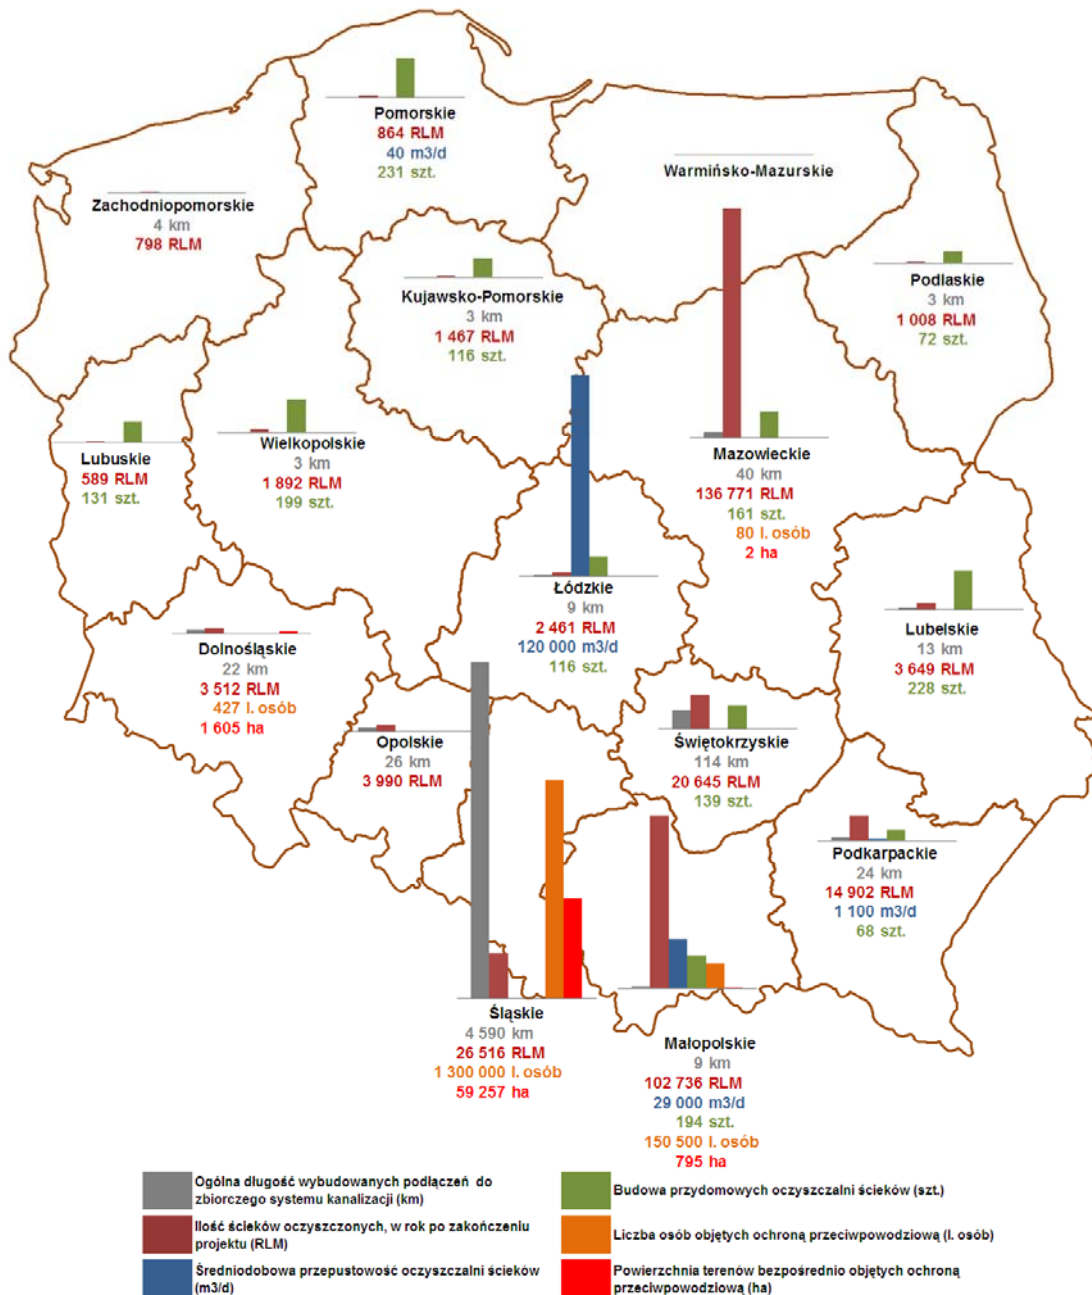 Pomorskie
864 RLM
40 m3/d
231 szt.
Warmińsko-Mazurskie
Zachodniopomorskie
4 km
798 RLM
Kujawsko-Pomorskie
3 km
1 467 RLM
116 szt.
Podlaskie
3 km
1 008 RLM
72 szt.
Lubuskie
589 RLM
131 szt.
Wielkopolskie
3 km
1 892 RLM
199 szt.
Mazowieckie
40 km
136 771 RLM
161 szt.
80 l. osób
2 ha
Łódzkie
9 km
2 461 RLM
120 000 m3/d
116 szt.
Lubelskie
13 km
3 649 RLM
228 szt.
Dolnośląskie
22 km
3 512 RLM
427 l. osób
1 605 ha
Opolskie
26 km
3 990 RLM
Świętokrzyskie
114 km
20 645 RLM
139 szt.
Podkarpackie
24 km
14 902 RLM
1 100 m3/d
68 szt.
Śląskie
4 590 km
26 516 RLM
1 300 000 l. osób
59 257 ha
Małopolskie
9 km
102 736 RLM
29 000 m3/d
194 szt.
150 500 l. osób
795 ha
Ogólna długość wybudowanych podłączeń do
zbiorczego systemu kanalizacji (km)
Ilość ścieków oczyszczonych, w rok po zakończeniu
projektu (RLM)
Średniodobowa przepustowość oczyszczalni ścieków
(m3/d)
Budowa przydomowych oczyszczalni ścieków (szt.)
Liczba osób objętych ochroną przeciwpowodziową (l. osób)
Powierzchnia terenów bezpośrednio objętych ochroną
przeciwpowodziową (ha)